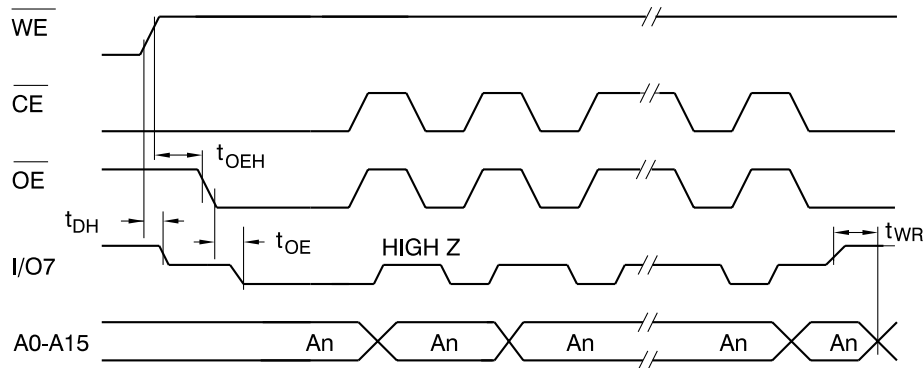 WE
CE
tOEH
OE
tDH
tOE
tWR
I/O7
HIGH Z
A0-A15
An An An An An